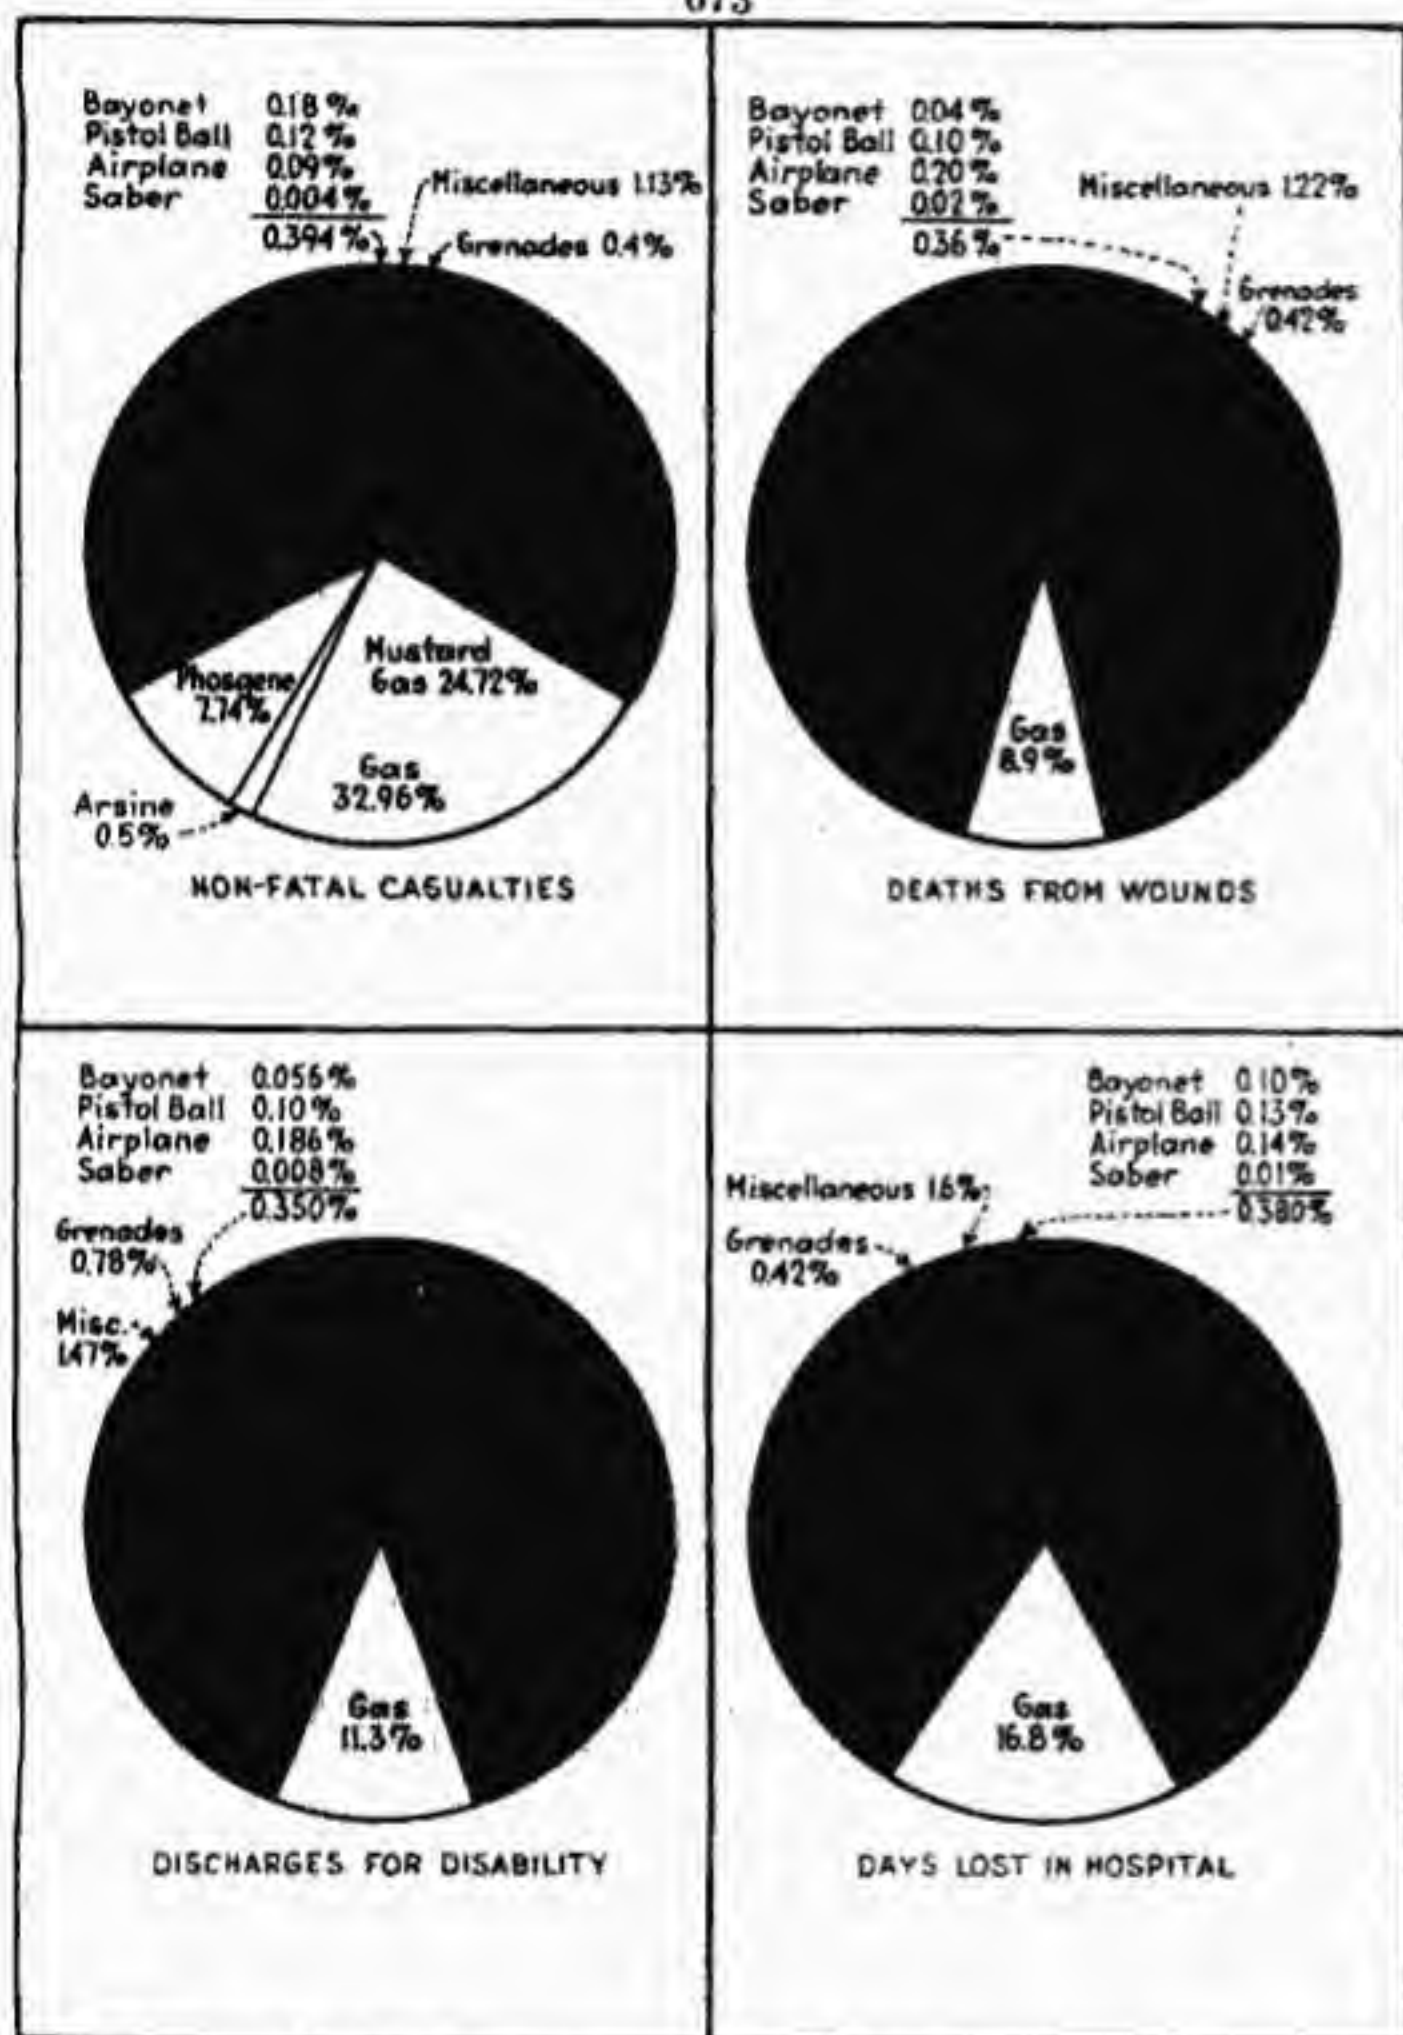 673
Bayonet 0.18%
Pistol Ball 0.12%
Airplane 0.09%
Saber 0.004%
0.394%
Miscellaneous 1.13%
Grenades 0.4%
Phosgene
7.74%
Mustard
Gas 24.72%
Gas
32.96%
Arsine
0.5%
NON-FATAL CASUALTIES
Bayonet 0.04%
Pistol Ball 0.10%
Airplane 0.20%
Saber 0.02%
0.36%
Miscellaneous 1.22%
Grenades
0.42%
Gas
8.9%
DEATHS FROM WOUNDS
Bayonet 0.056%
Pistol Ball 0.10%
Airplane 0.186%
Saber 0.008%
0.350%
Grenades
0.78%
Misc.
1.47%
Gas
11.3%
DISCHARGES FOR DISABILITY
Bayonet 0.10%
Pistol Ball 0.13%
Airplane 0.14%
Saber 0.01%
0.380%
Miscellaneous 1.6%
Grenades
0.42%
Gas
16.8%
DAYS LOST IN HOSPITAL